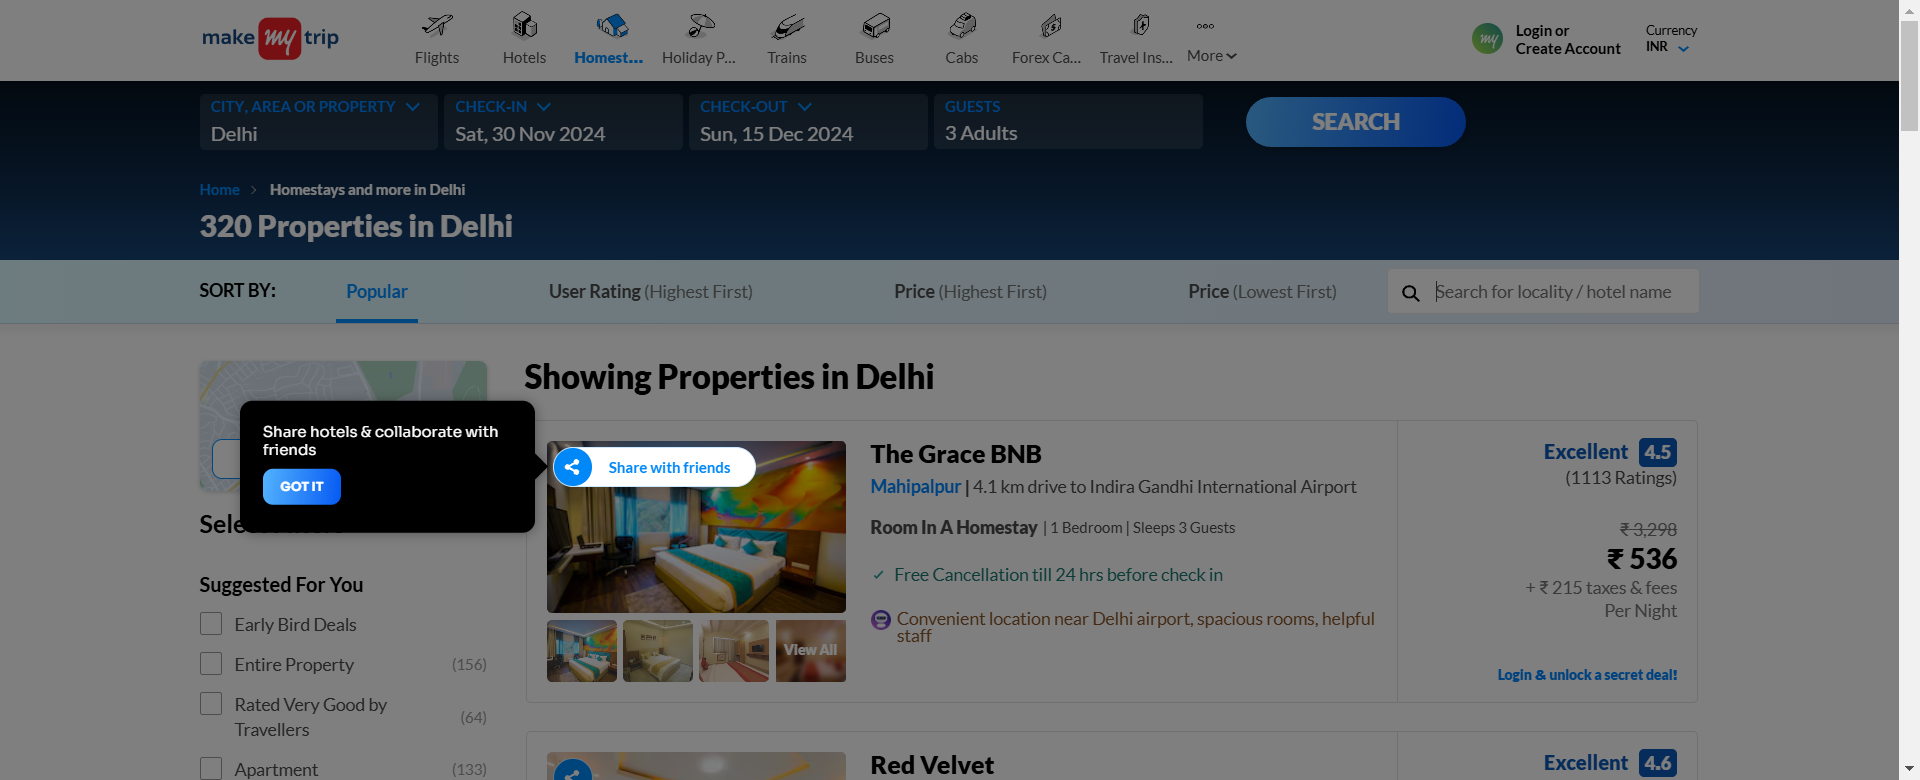 make my trip
Flights
Hotels
Homest...
Holiday P...
Trains
Buses
Cabs
Forex Ca...
Travel Ins...
More
my
Login or
Create Account
Currency
INR
CITY, AREA OR PROPERTY
Delhi
CHECK-IN
Sat, 30 Nov 2024
CHECK-OUT
Sun, 15 Dec 2024
GUESTS
3 Adults
SEARCH
Home > Homestays and more in Delhi
320 Properties in Delhi
SORT BY:
Popular
User Rating (Highest First)
Price (Highest First)
Price (Lowest First)
Search for locality / hotel name
Share hotels & collaborate with
friends
GOT IT
Sele
Suggested For You
Early Bird Deals
Entire Property (156)
Rated Very Good by
Travellers (64)
Apartment (133)
Showing Properties in Delhi
Share with friends
View All
The Grace BNB
Mahipalpur | 4.1 km drive to Indira Gandhi International Airport
Room In A Homestay | 1 Bedroom | Sleeps 3 Guests
Free Cancellation till 24 hrs before check in
Convenient location near Delhi airport, spacious rooms, helpful
staff
Excellent 4.5
(1113 Ratings)
₹ 3,298
₹ 536
+ ₹ 215 taxes & fees
Per Night
Login & unlock a secret deal!
Red Velvet
Excellent 4.6